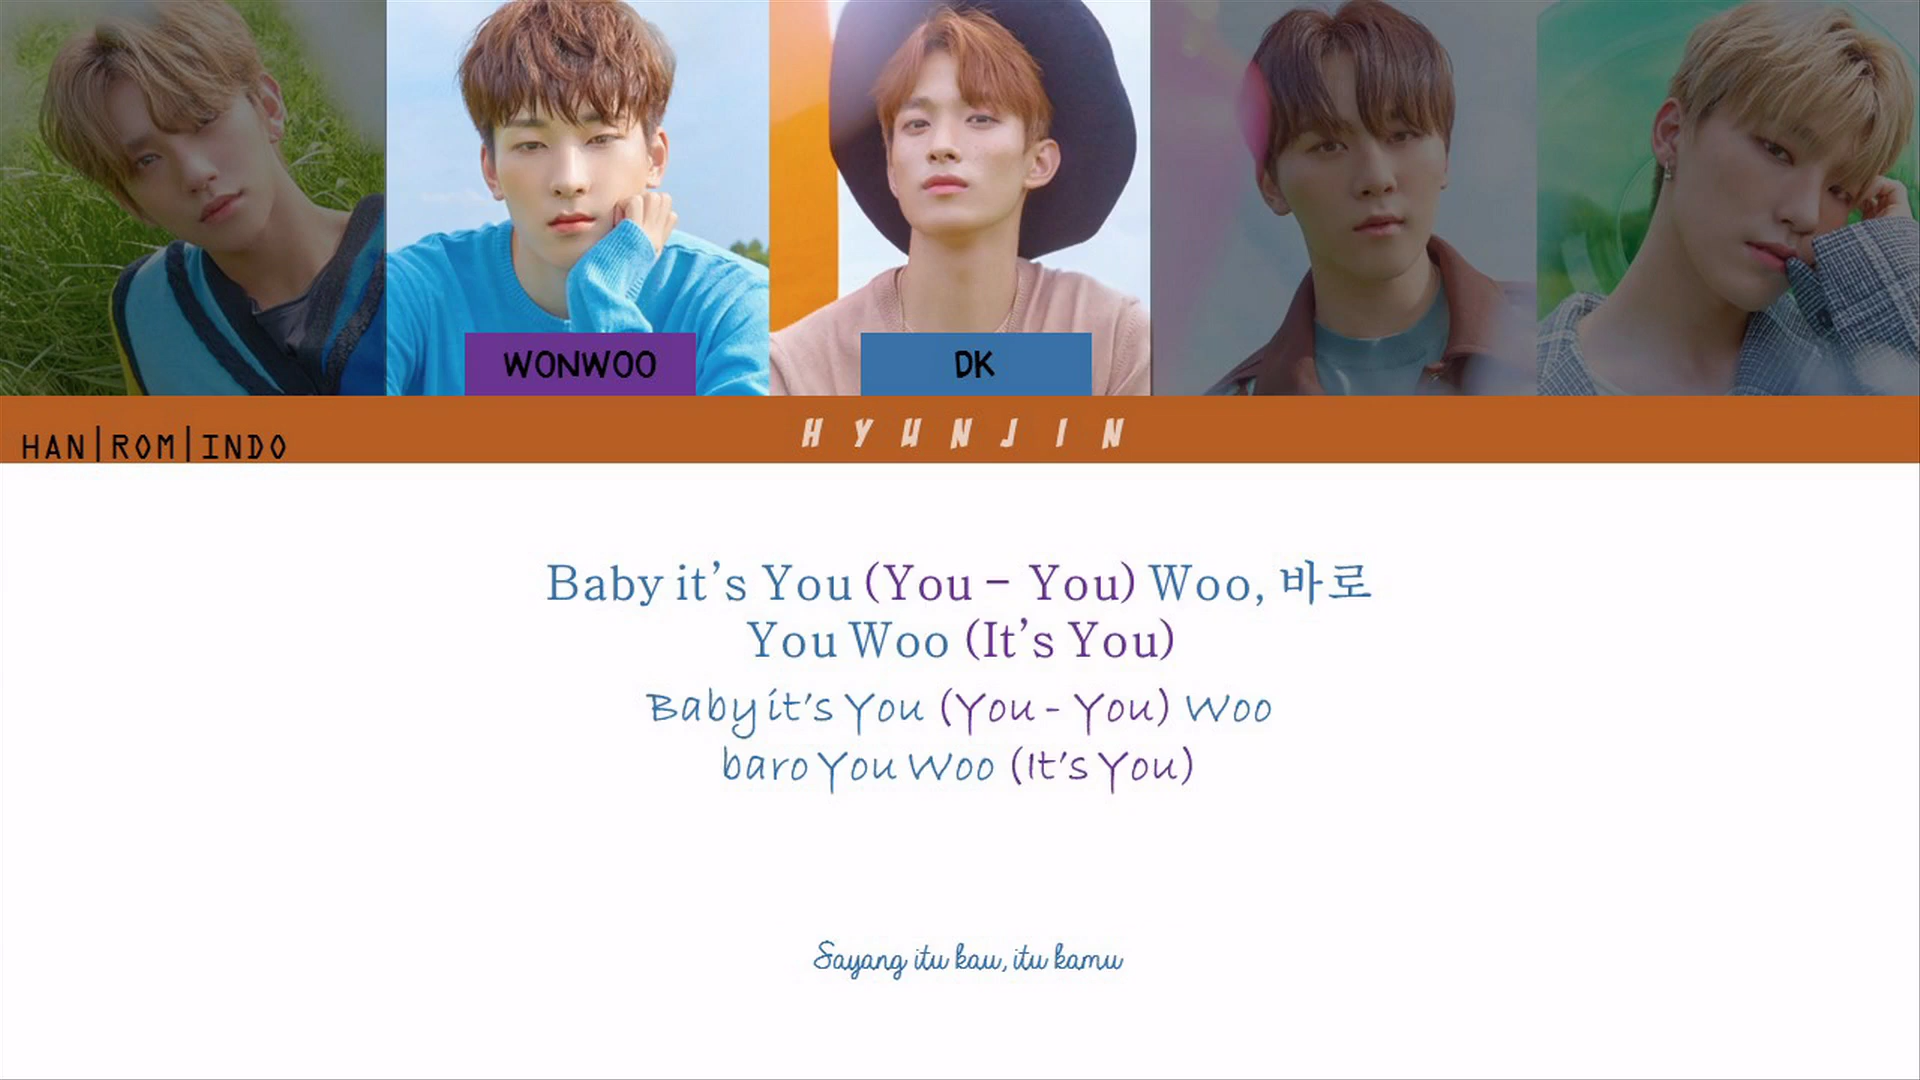 WONWOO
DK
HAN|ROM|INDO
HYUNJIN
Baby it’s You (You – You) Woo, 바로
You Woo (It’s You)
Baby it’s You (You - You) Woo
baro You Woo (It’s You)
Sayang itu kau, itu kamu